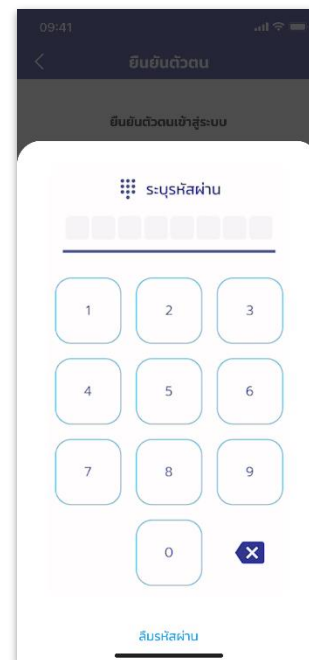 09:41
ยืนยันตัวตน
ยืนยันตัวตนเข้าสู่ระบบ
ระบุรหัสผ่าน
1 2 3
4 5 6
7 8 9
0
ลืมรหัสผ่าน